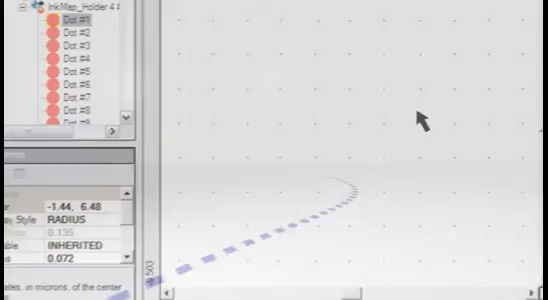 InkMap_Holder 4
Dot #1
Dot #2
Dot #3
Dot #4
Dot #5
Dot #6
Dot #7
Dot #8
-1.44, 6.48
Style RADIUS
0.135
INHERITED
0.072
in microns, of the center
0.503